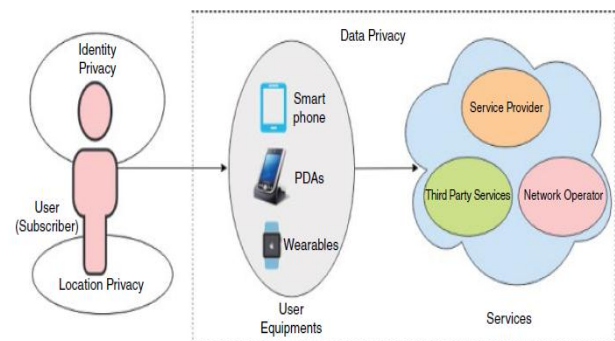 Identity
Privacy
User
(Subscriber)
Location Privacy
Data Privacy
Smart
phone
PDAs
Wearables
User
Equipments
Service Provider
Third Party Services
Network Operator
Services